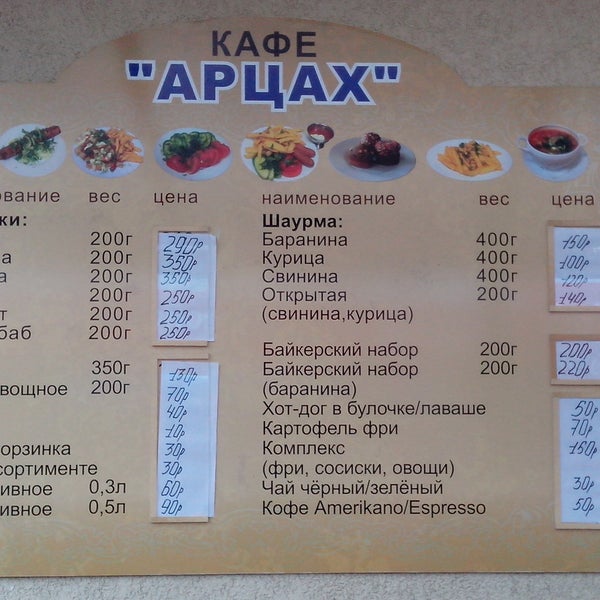 КАФЕ
"АРЦАХ"
ование вес цена
ки:
200г 290р
а 200г 350р
а 200г 350р
200г 250р
т 200г 250р
баб 200г 250р
350г 130р
вощное 200г 70р
40р
10р
орзинка 30р
сортименте 30р
ивное 0,3л 60р
ивное 0,5л 90р
наименование вес цена
Шаурма:
Баранина 400г 150р
Курица 400г 100р
Свинина 400г 120р
Открытая 200г 140р
(свинина,курица)
Байкерский набор 200г 200р
Байкерский набор 200г 220р
(баранина)
Хот-дог в булочке/лаваше 50р
Картофель фри 70р
Комплекс 150р
(фри, сосиски, овощи)
Чай чёрный/зелёный 30р
Кофе Amerikano/Espresso 50р